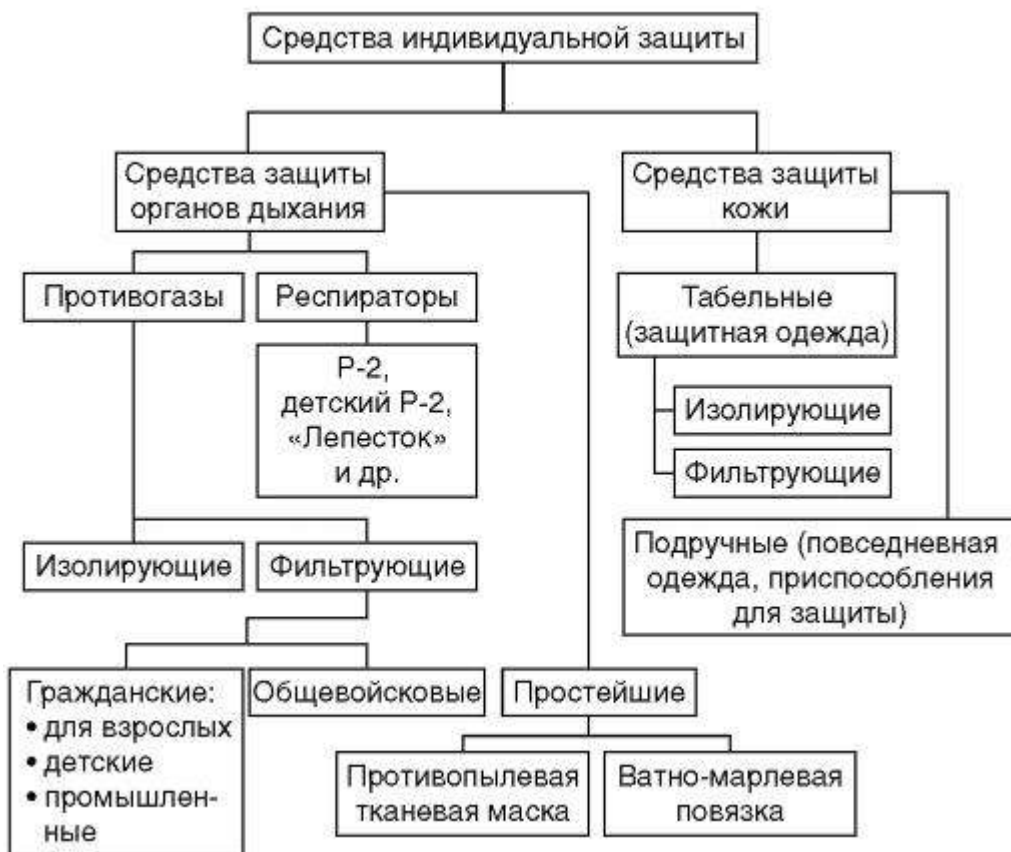 Средства индивидуальной защиты
Средства защиты
органов дыхания
Средства защиты
кожи
Противогазы
Респираторы
Табельные
(защитная одежда)
Р-2,
детский Р-2,
«Лепесток»
и др.
Изолирующие
Фильтрующие
Изолирующие
Фильтрующие
Подручные (повседневная
одежда, приспособления
для защиты)
Гражданские:
• для взрослых
• детские
• промышлен-
ные
Общевойсковые
Простейшие
Противопылевая
тканевая маска
Ватно-марлевая
повязка